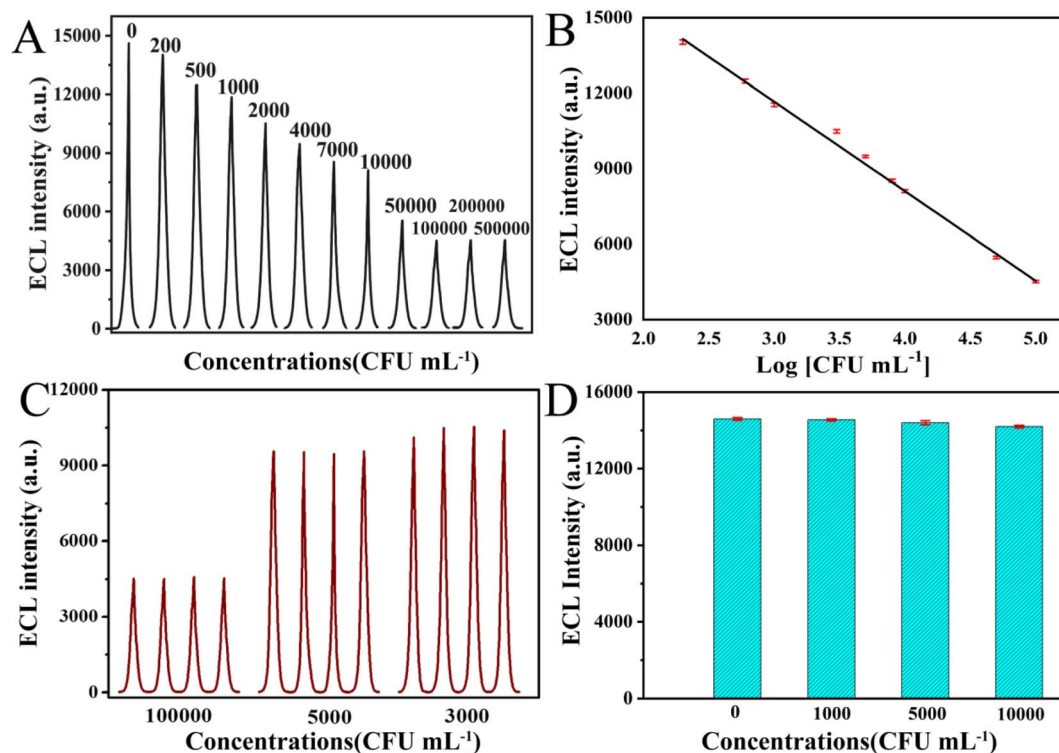 A
15000
12000
9000
6000
3000
0
ECL intensity (a.u.)
0
200
500
1000
2000
4000
7000
10000
50000
100000
200000
500000
Concentrations(CFU mL⁻¹)
B
15000
12000
9000
6000
3000
ECL intensity (a.u.)
2.0 2.5 3.0 3.5 4.0 4.5 5.0
Log [CFU mL⁻¹]
C
12000
9000
6000
3000
0
ECL intensity (a.u.)
100000 5000 3000
Concentrations(CFU mL⁻¹)
D
16000
12000
8000
4000
0
ECL Intensity (a.u.)
0 1000 5000 10000
Concentrations(CFU mL⁻¹)